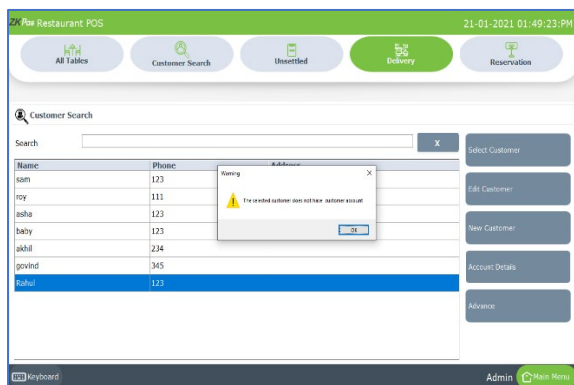 ZKPos Restaurant POS 21-01-2021 01:49:23:PM
All Tables Customer Search Unsettled Delivery Reservation
Customer Search
Search X
Select Customer
Name Phone Address
sam 123
Warning X
The selected customer does not have customer account
OK
Edit Customer
roy 111
asha 123
baby 123
New Customer
akhil 234
govind 345
Account Details
Rahul 123
Advance
Keyboard Admin Main Menu